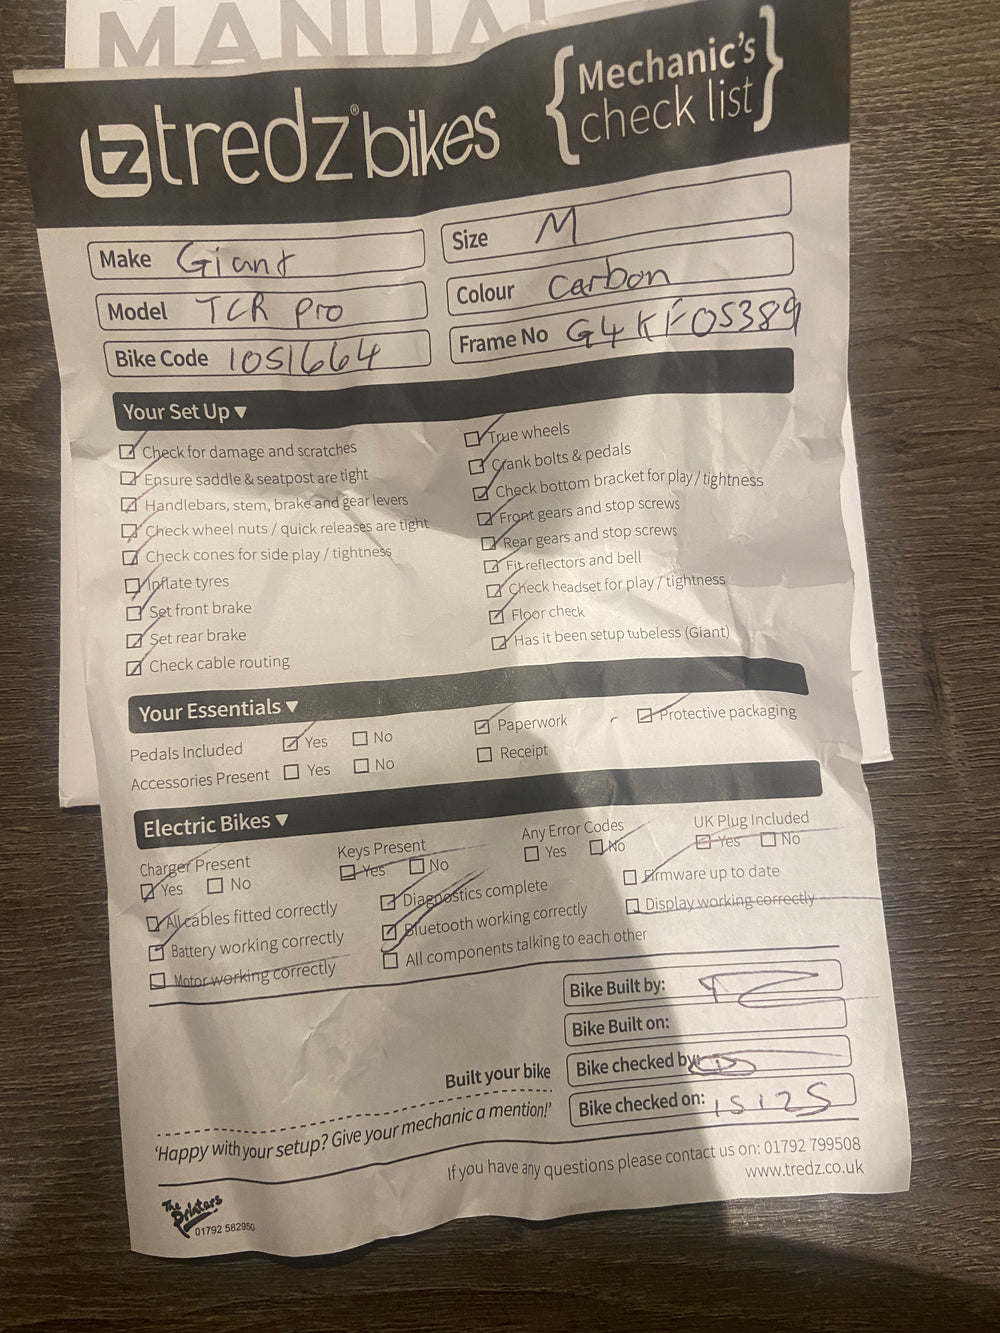 MANUAL
tredz® bikes
{Mechanic's
check list}
Make Giant
Size M
Model TCR Pro
Colour Carbon
Bike Code 1051664
Frame No G4KF05389
Your Set Up ▼
Check for damage and scratches
Ensure saddle & seatpost are tight
Handlebars, stem, brake and gear levers
Check wheel nuts / quick releases are tight
Check cones for side play / tightness
Inflate tyres
Set front brake
Set rear brake
Check cable routing
True wheels
Crank bolts & pedals
Check bottom bracket for play / tightness
Front gears and stop screws
Rear gears and stop screws
Fit reflectors and bell
Check headset for play / tightness
Floor check
Has it been setup tubeless (Giant)
Your Essentials ▼
Pedals Included Yes No
Paperwork
Protective packaging
Accessories Present Yes No
Receipt
Electric Bikes ▼
Charger Present
Yes No
Keys Present
Yes No
Any Error Codes
Yes No
UK Plug Included
Yes No
All cables fitted correctly
Diagnostics complete
Firmware up to date
Battery working correctly
Bluetooth working correctly
Display working correctly
Motor working correctly
All components talking to each other
Bike Built by:
Bike Built on:
Bike checked by:
Built your bike
Bike checked on: 15125
'Happy with your setup? Give your mechanic a mention!'
If you have any questions please contact us on: 01792 799508
www.tredz.co.uk
The
Printers
01792 582950